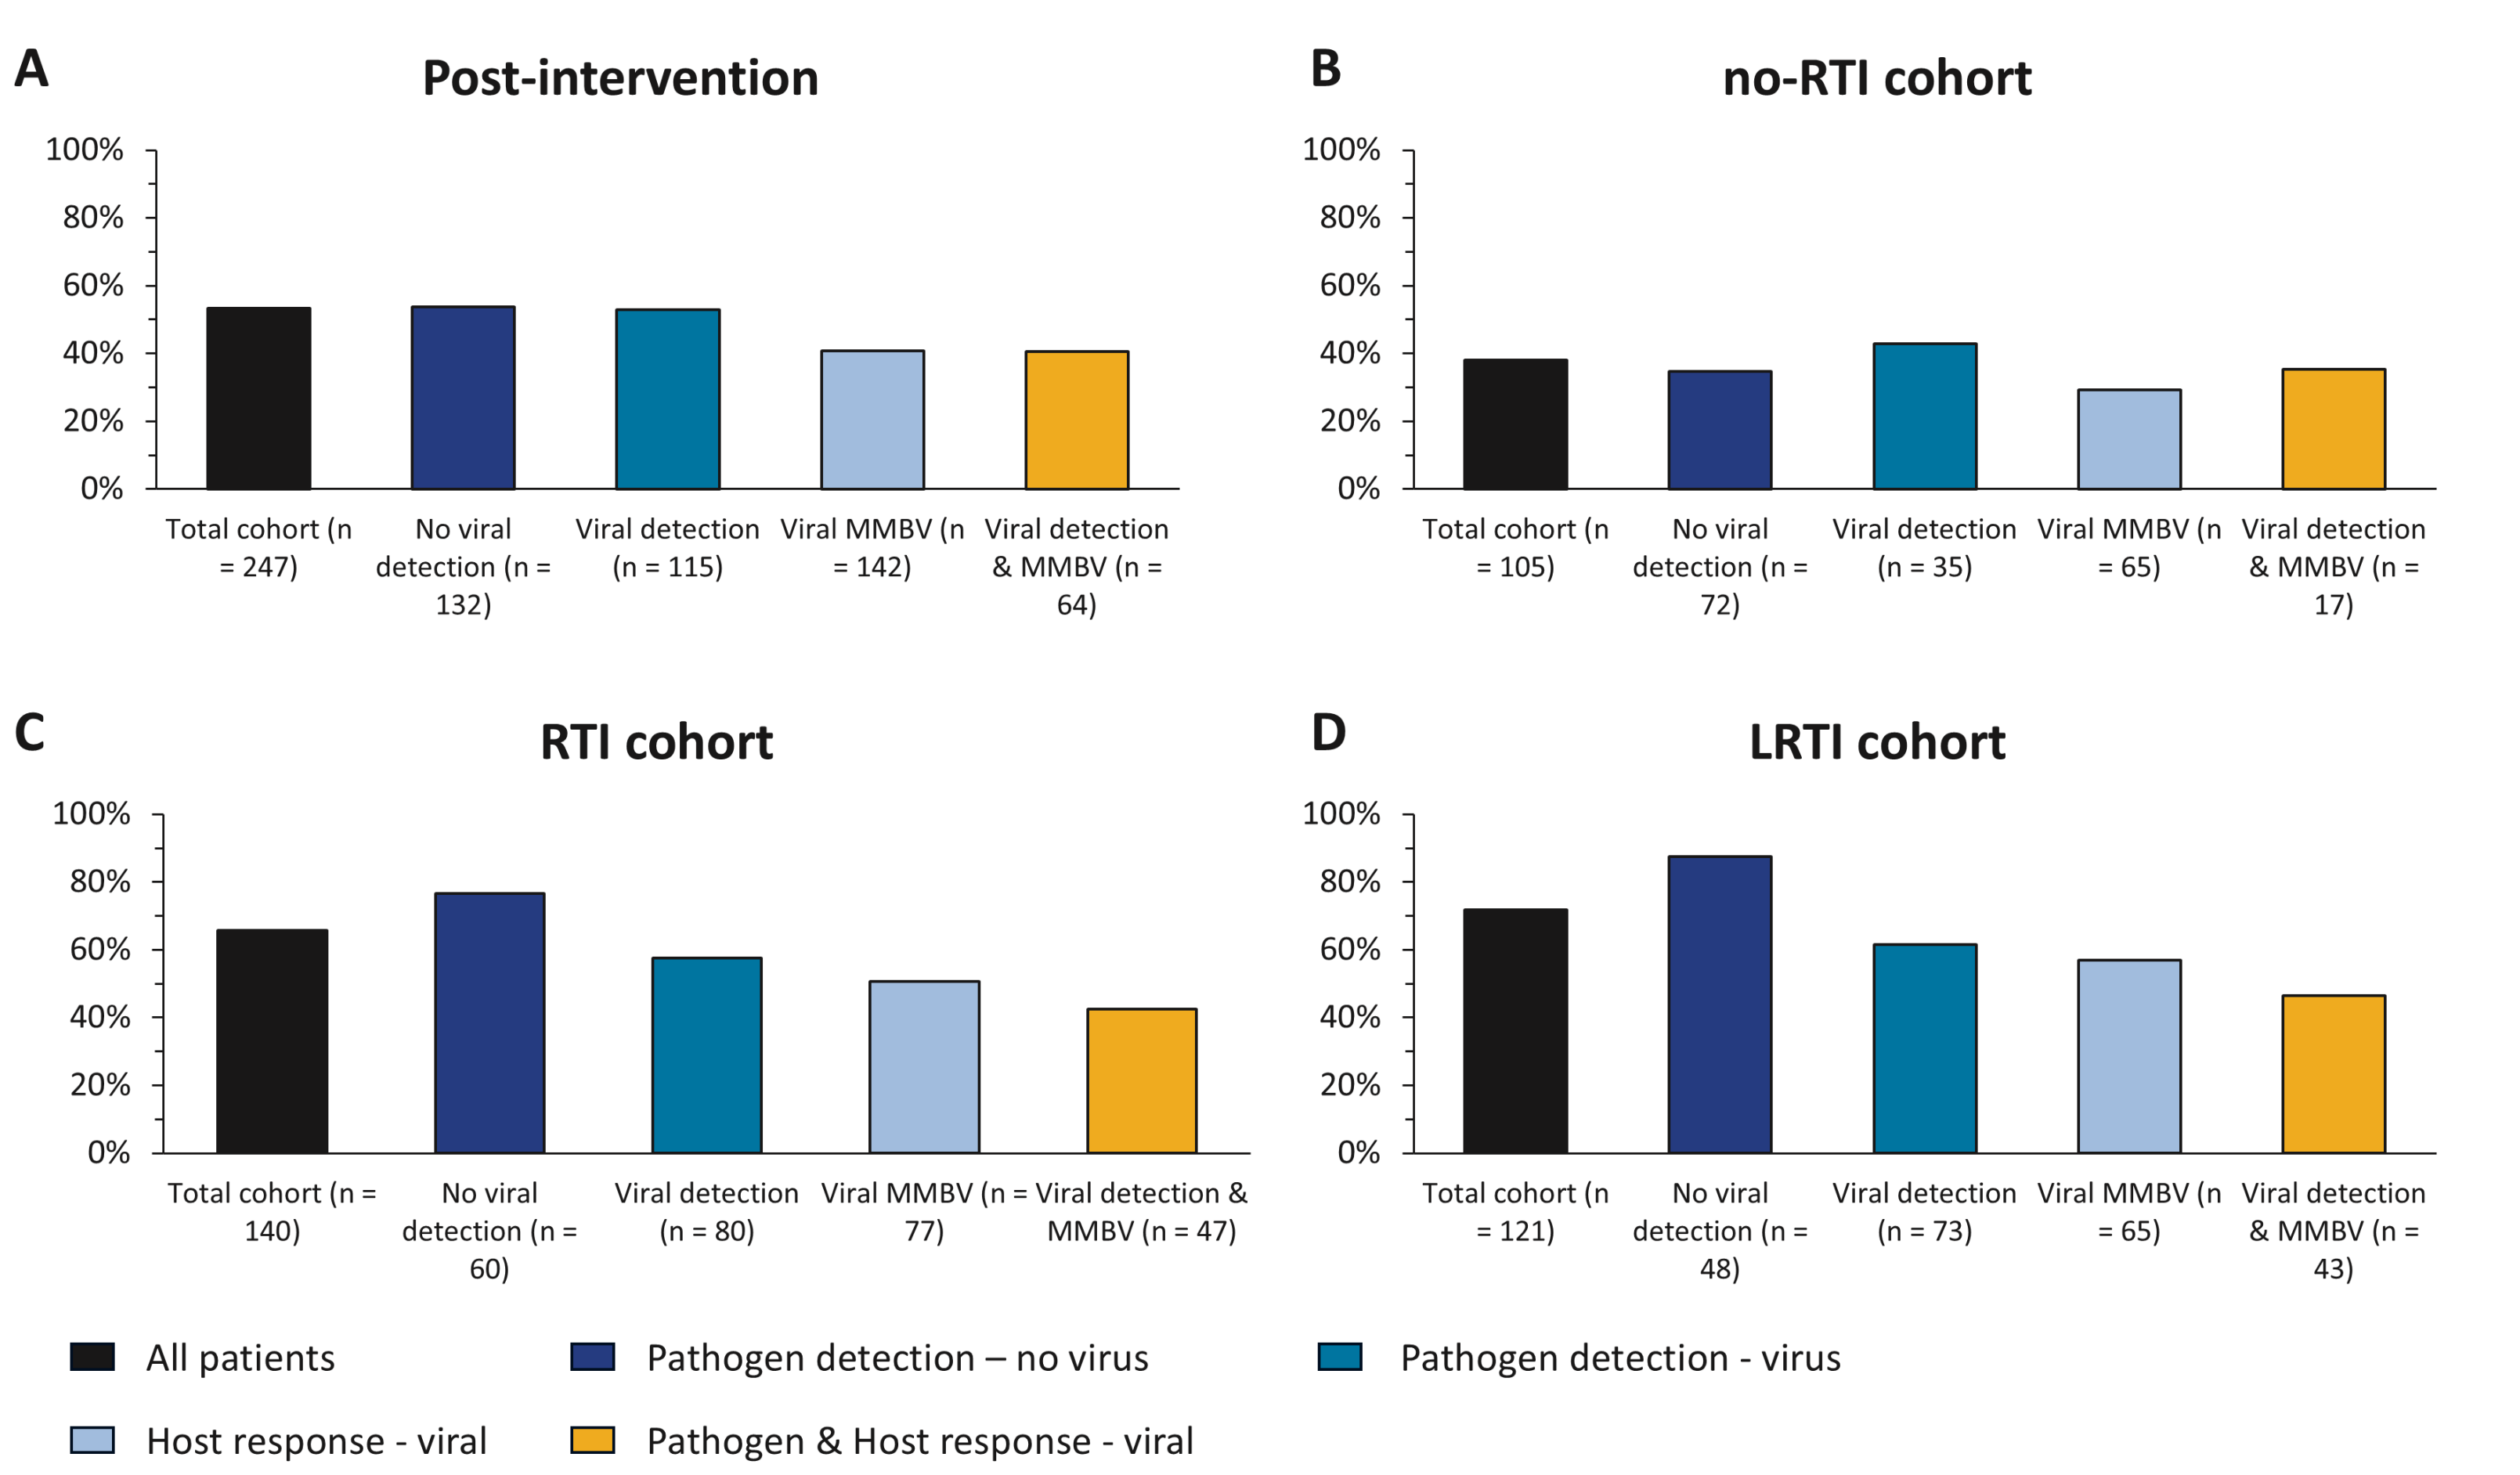 A
Post-intervention
100%
80%
60%
40%
20%
0%
Total cohort (n
= 247)
No viral
detection (n =
132)
Viral detection
(n = 115)
Viral MMBV (n
= 142)
Viral detection
& MMBV (n =
64)
B
no-RTI cohort
100%
80%
60%
40%
20%
0%
Total cohort (n
= 105)
No viral
detection (n =
72)
Viral detection
(n = 35)
Viral MMBV (n
= 65)
Viral detection
& MMBV (n =
17)
C
RTI cohort
100%
80%
60%
40%
20%
0%
Total cohort (n =
140)
No viral
detection (n =
60)
Viral detection
(n = 80)
Viral MMBV (n =
77)
Viral detection &
MMBV (n = 47)
D
LRTI cohort
100%
80%
60%
40%
20%
0%
Total cohort (n
= 121)
No viral
detection (n =
48)
Viral detection
(n = 73)
Viral MMBV (n
= 65)
Viral detection
& MMBV (n =
43)
All patients
Pathogen detection – no virus
Pathogen detection - virus
Host response - viral
Pathogen & Host response - viral